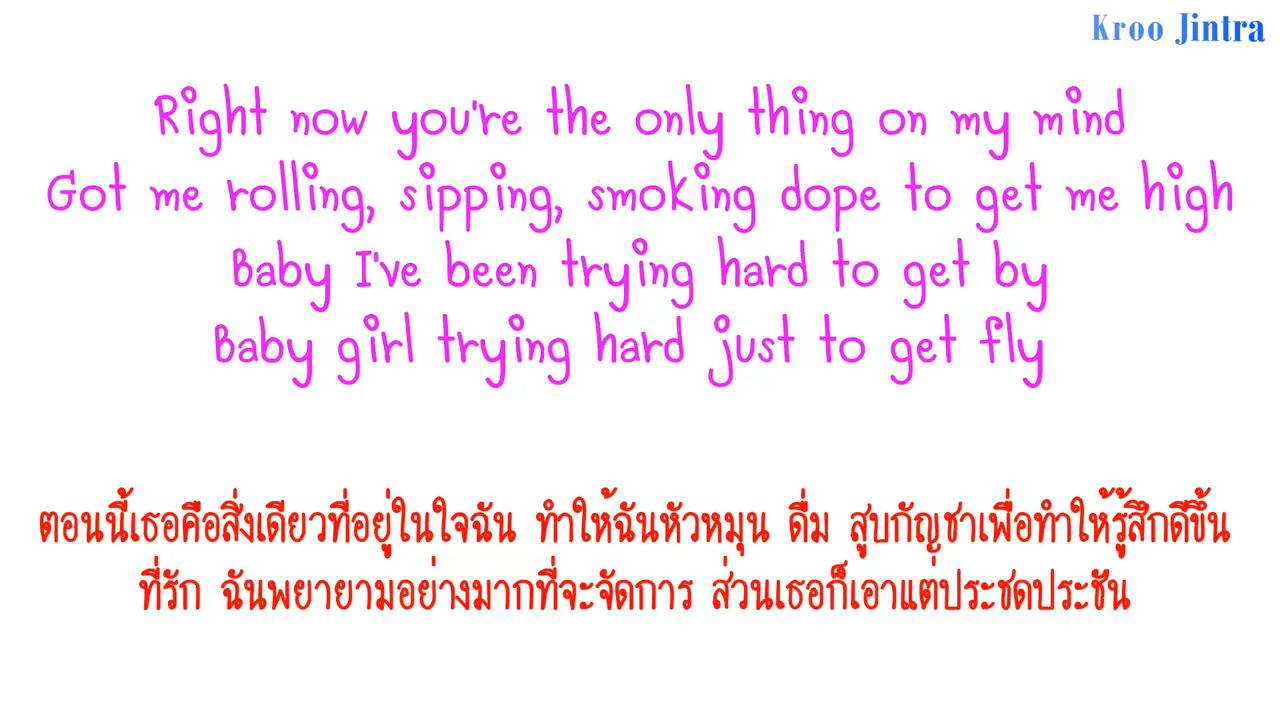 Kroo Jintra
Right now you're the only thing on my mind
Got me rolling, sipping, smoking dope to get me high
Baby I've been trying hard to get by
Baby girl trying hard just to get fly
ตอนนี้เธอคือสิ่งเดียวที่อยู่ในใจฉัน ทำให้ฉันหัวหมุน ดื่ม สูบกัญชาเพื่อทำให้รู้สึกดีขึ้น
ที่รัก ฉันพยายามอย่างมากที่จะจัดการ ส่วนเธอก็เอาแต่ประชดประชัน